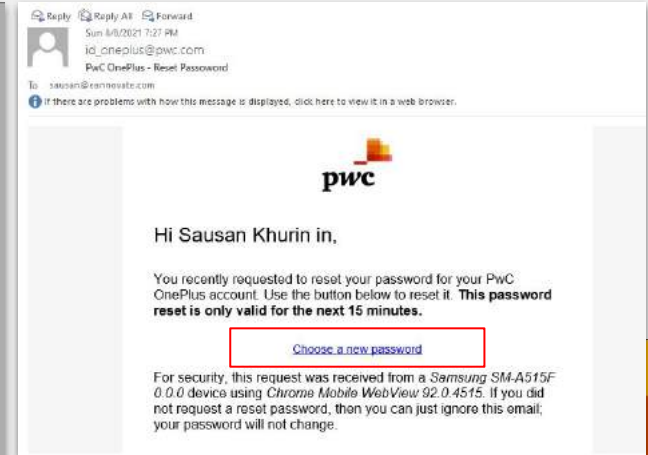 Reply Reply All Forward
Sun 8/8/2021 7:27 PM
id_oneplus@pwc.com
PwC OnePlus - Reset Passoword
To sausan@eannovate.com
If there are problems with how this message is displayed, click here to view it in a web browser.
pwc
Hi Sausan Khurin in,
You recently requested to reset your password for your PwC
OnePlus account. Use the button below to reset it. This password
reset is only valid for the next 15 minutes.
Choose a new password
For security, this request was received from a Samsung SM-A515F
0.0.0 device using Chrome Mobile WebView 92.0.4515. If you did
not request a reset password, then you can just ignore this email;
your password will not change.